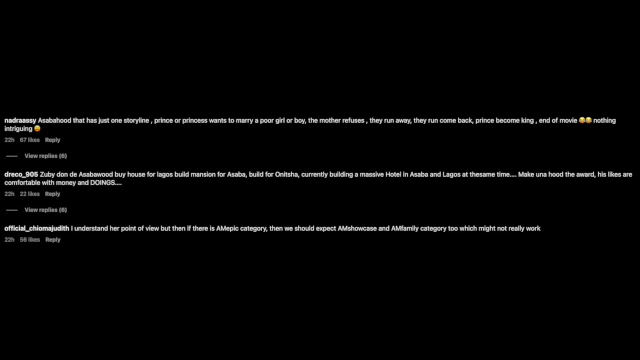 nadraassy Asabahood that has just one storyline , prince or princess wants to marry a poor girl or boy, the mother refuses , they run away, they run come back, prince become king , end of movie 😂😂 nothing
intriguing 😛
22h 67 likes Reply
View replies (6)
dreco_905 Zuby don de Asabawood buy house for lagos build mansion for Asaba, build for Onitsha, currently building a massive Hotel in Asaba and Lagos at thesame time.... Make una hood the award, his likes are
comfortable with money and DOINGS....
22h 22 likes Reply
View replies (6)
official_chiomajudith I understand her point of view but then if there is AMepic category, then we should expect AMshowcase and AMfamily category too which might not really work
22h 56 likes Reply